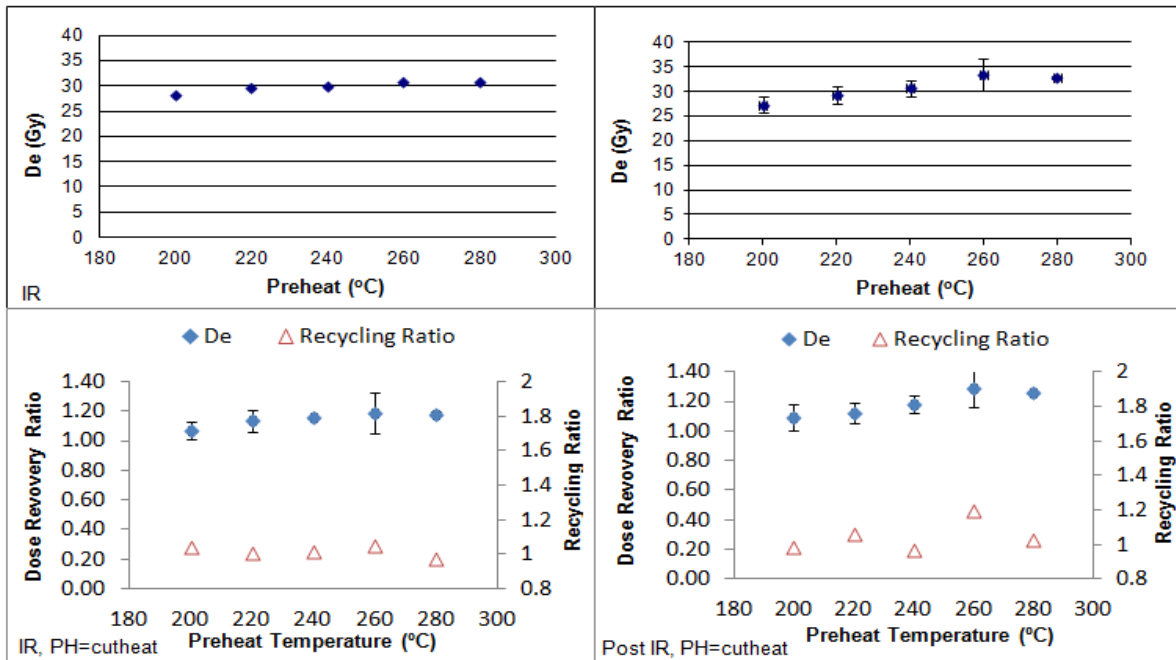 40
35
30
25
20
15
10
5
0
De (Gy)
180 200 220 240 260 280 300
Preheat (ºC)
IR
40
35
30
25
20
15
10
5
0
De (Gy)
180 200 220 240 260 280 300
Preheat (ºC)
De Recycling Ratio
1.40
1.20
1.00
0.80
0.60
0.40
0.20
0.00
Dose Revovery Ratio
2
1.8
1.6
1.4
1.2
1
0.8
Recycling Ratio
180 200 220 240 260 280 300
Preheat Temperature (ºC)
IR, PH=cutheat
De Recycling Ratio
1.40
1.20
1.00
0.80
0.60
0.40
0.20
0.00
Dose Revovery Ratio
2
1.8
1.6
1.4
1.2
1
0.8
Recycling Ratio
180 200 220 240 260 280 300
Preheat Temperature (ºC)
Post IR, PH=cutheat